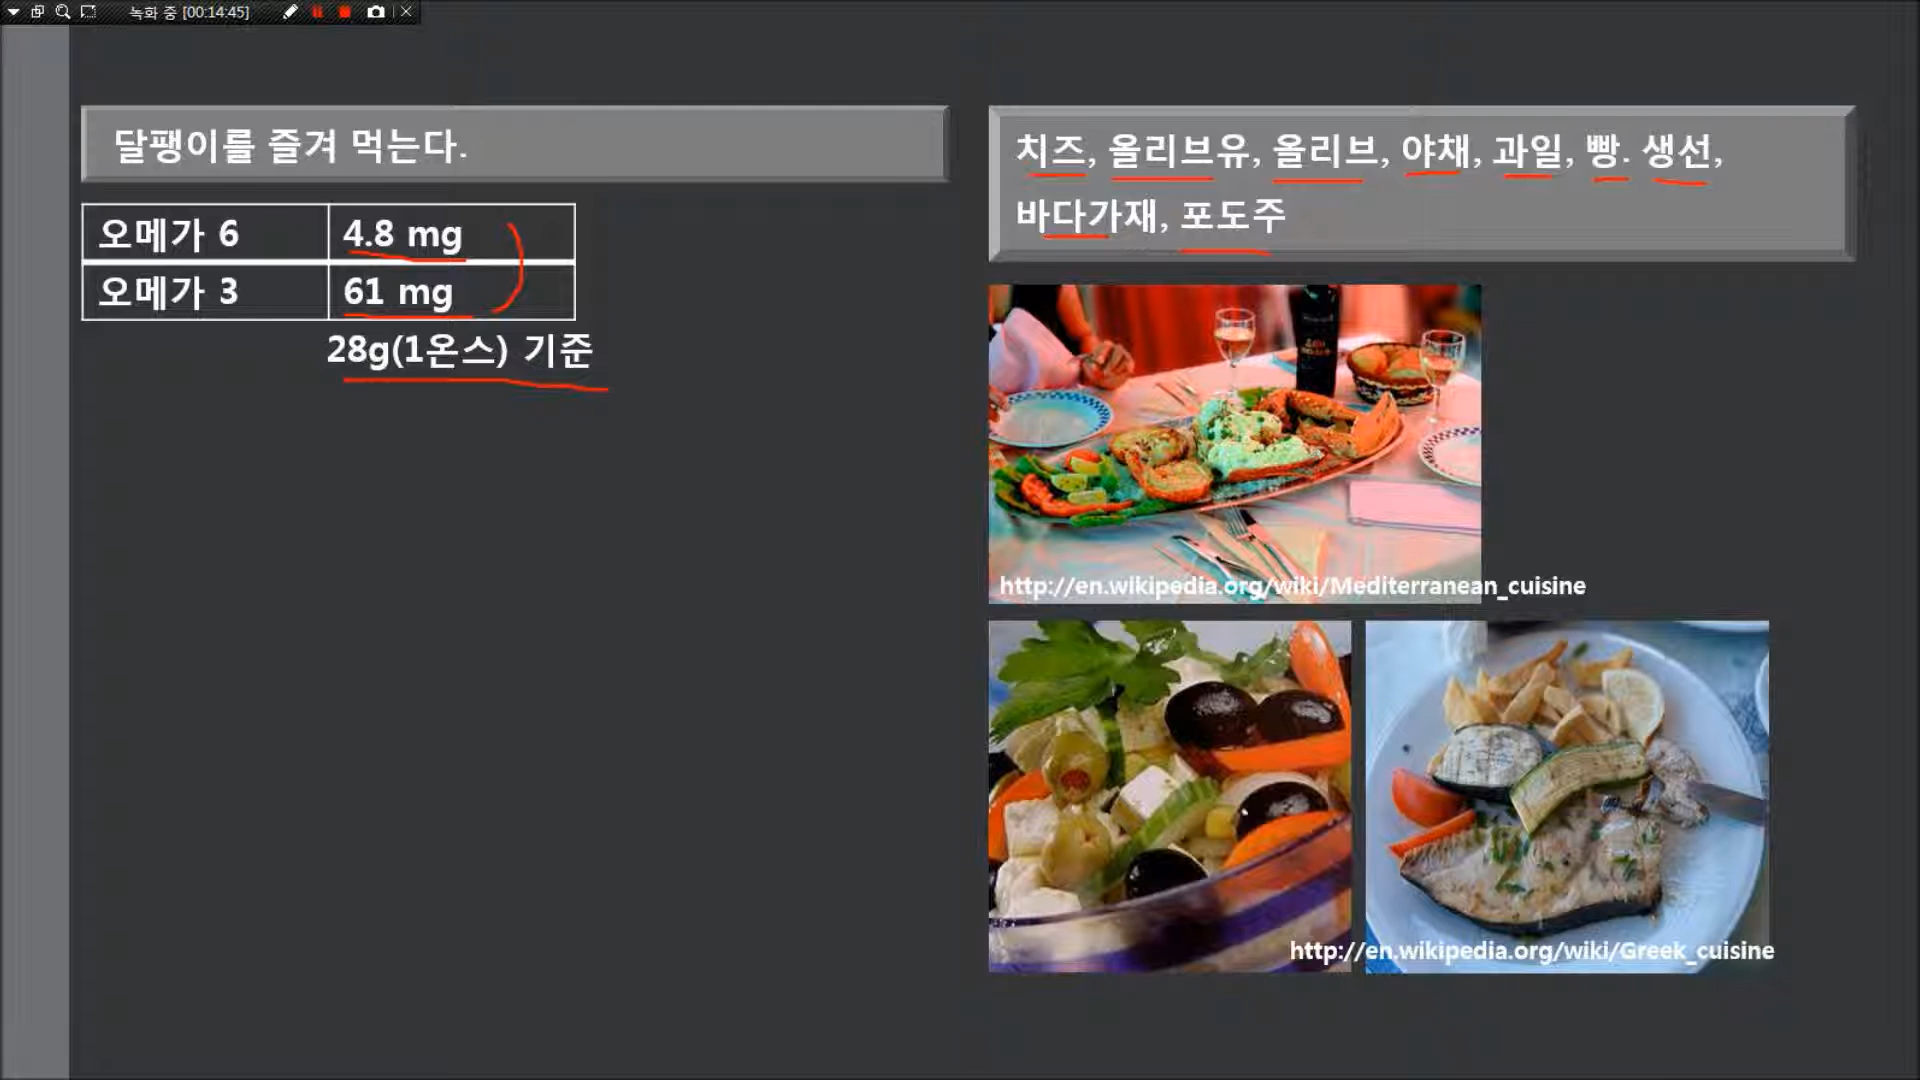 녹화 중 [00:14:45]
달팽이를 즐겨 먹는다.
오메가 6 4.8 mg
오메가 3 61 mg
28g(1온스) 기준
치즈, 올리브유, 올리브, 야채, 과일, 빵. 생선,
바다가재, 포도주
http://en.wikipedia.org/wiki/Mediterranean_cuisine
http://en.wikipedia.org/wiki/Greek_cuisine